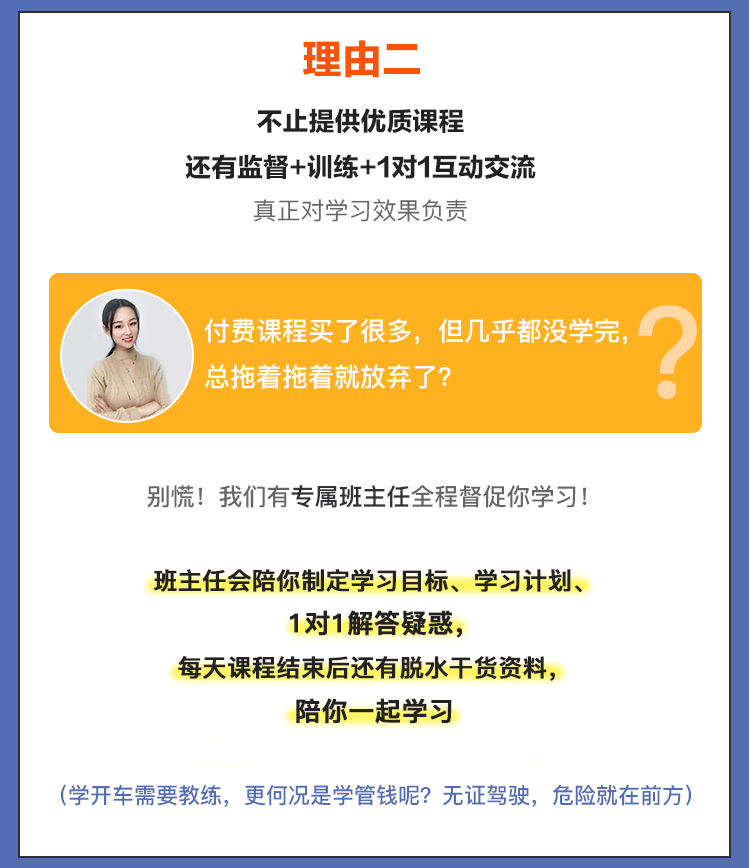 理由二
不止提供优质课程
还有监督+训练+1对1互动交流
真正对学习效果负责
付费课程买了很多，但几乎都没学完，
总拖着拖着就放弃了？
？
别慌！我们有专属班主任全程督促你学习！
班主任会陪你制定学习目标、学习计划、
1对1解答疑惑，
每天课程结束后还有脱水干货资料，
陪你一起学习
（学开车需要教练，更何况是学管钱呢？无证驾驶，危险就在前方）